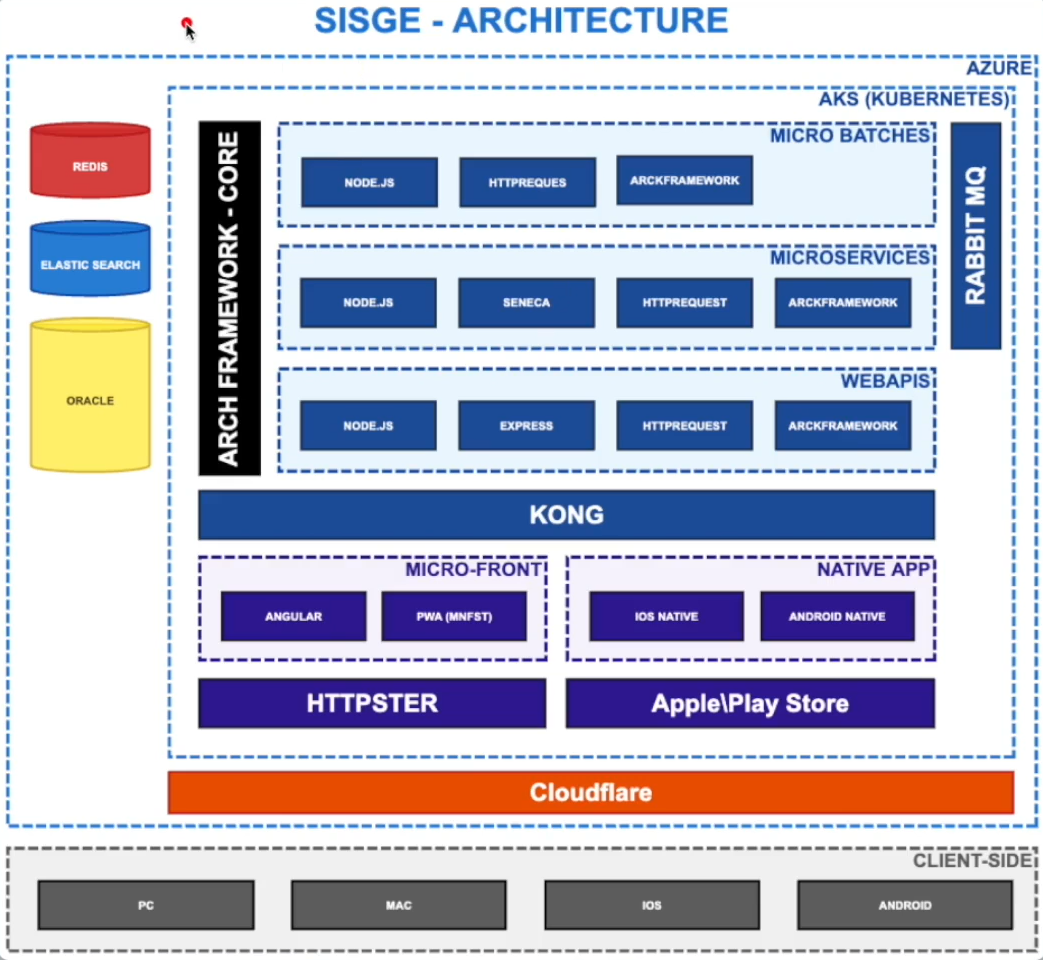 SISGE - ARCHITECTURE
AZURE
AKS (KUBERNETES)
REDIS
ELASTIC SEARCH
ORACLE
ARCH FRAMEWORK - CORE
MICRO BATCHES
NODE.JS
HTTPREQUES
ARCKFRAMEWORK
MICROSERVICES
NODE.JS
SENECA
HTTPREQUEST
ARCKFRAMEWORK
WEBAPIS
NODE.JS
EXPRESS
HTTPREQUEST
ARCKFRAMEWORK
RABBIT MQ
KONG
MICRO-FRONT
ANGULAR
PWA (MNFST)
NATIVE APP
IOS NATIVE
ANDROID NATIVE
HTTPSTER
Apple\Play Store
Cloudflare
CLIENT-SIDE
PC
MAC
IOS
ANDROID